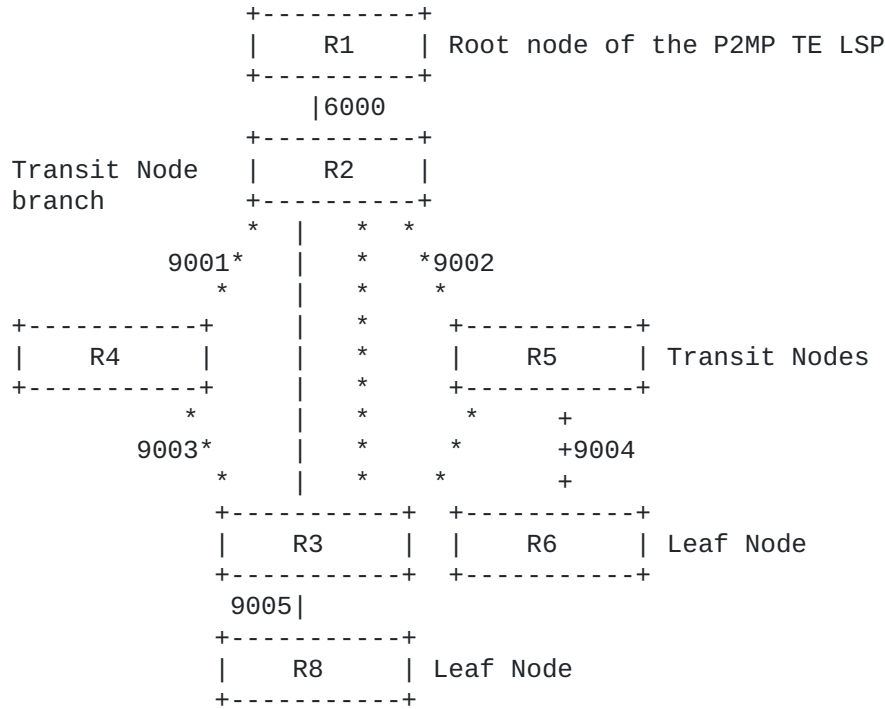 R1 Root node of the P2MP TE LSP
6000
Transit Node R2
branch
9001 9002
R4 R5 Transit Nodes
9003 9004
R3 R6 Leaf Node
9005
R8 Leaf Node